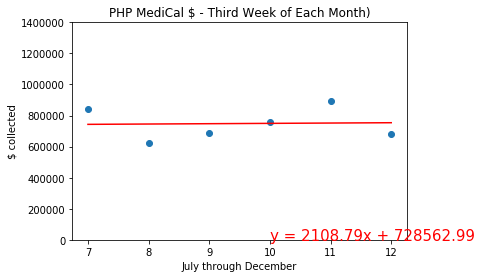 PHP MediCal $ - Third Week of Each Month)
1400000
1200000
1000000
800000
600000
400000
200000
0
$ collected
y = 2108.79x + 728562.99
7 8 9 10 11 12
July through December